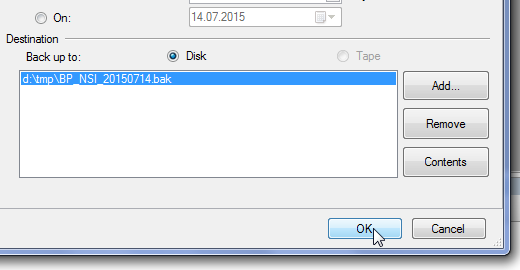 On:
14.07.2015
Destination
Back up to:
Disk
Tape
d:\tmp\BP_NSI_20150714.bak
Add...
Remove
Contents
OK
Cancel